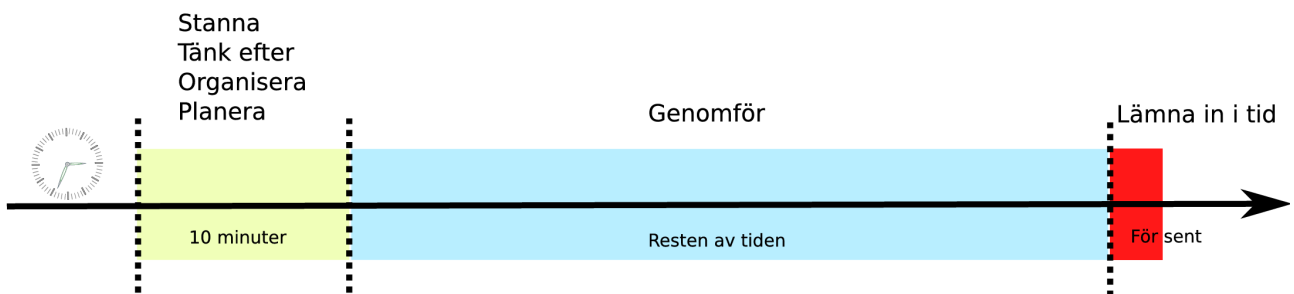 Stanna
Tänk efter
Organisera
Planera
Genomför
Lämna in i tid
10 minuter
Resten av tiden
För sent